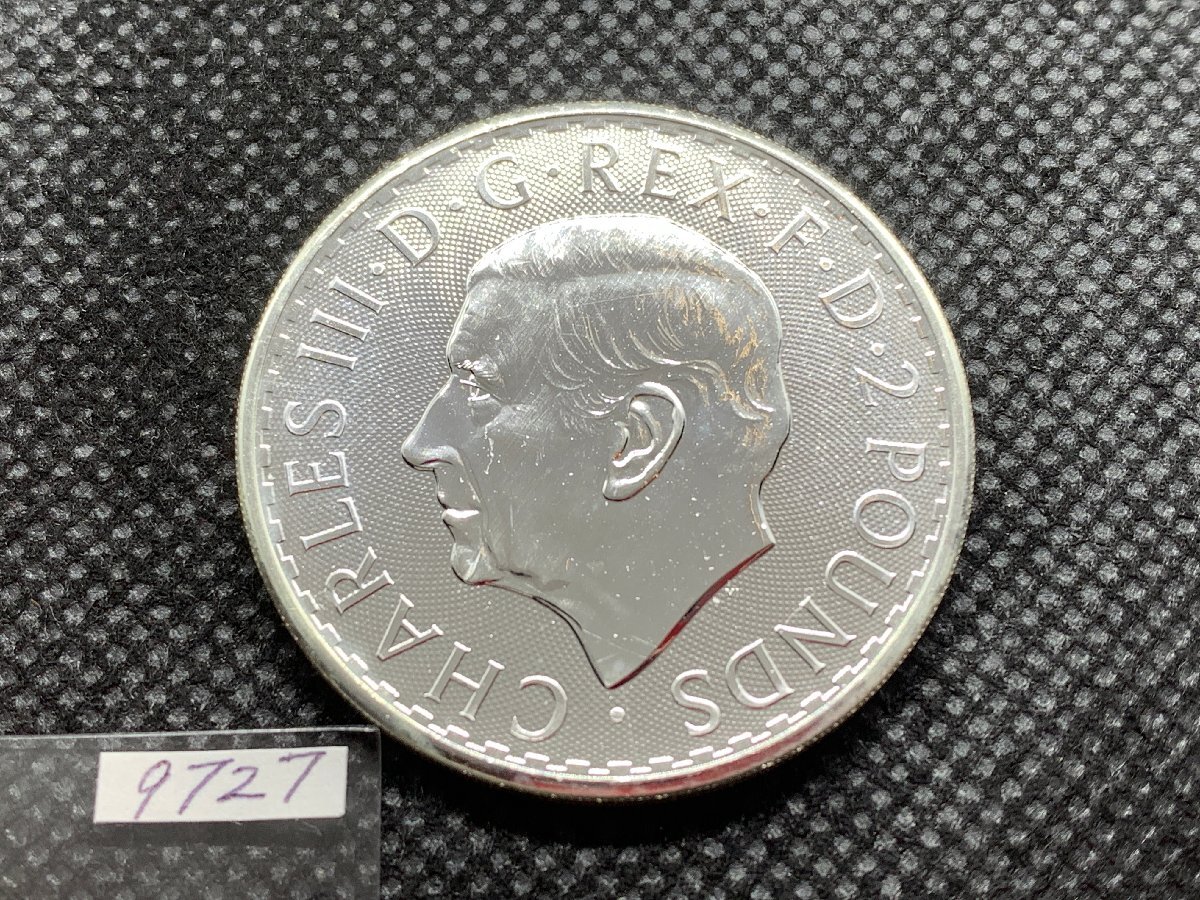 · CHARLES III · D · G · REX · F · D · 2 POUNDS
9727